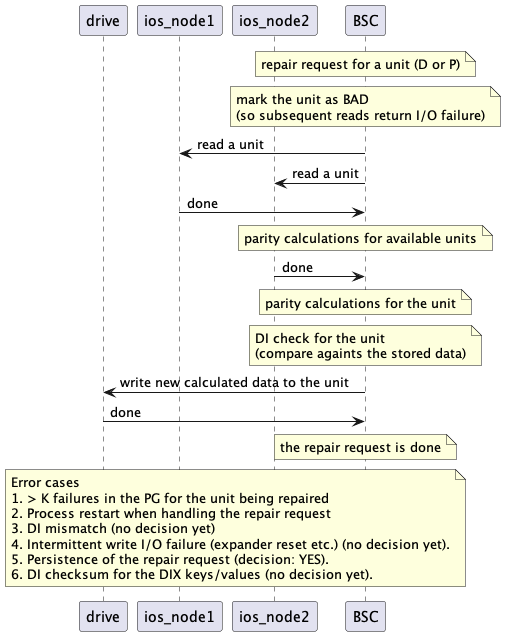 drive ios_node1 ios_node2 BSC
repair request for a unit (D or P)
mark the unit as BAD
(so subsequent reads return I/O failure)
read a unit
read a unit
done
parity calculations for available units
done
parity calculations for the unit
DI check for the unit
(compare againts the stored data)
write new calculated data to the unit
done
the repair request is done
Error cases
1. > K failures in the PG for the unit being repaired
2. Process restart when handling the repair request
3. DI mismatch (no decision yet)
4. Intermittent write I/O failure (expander reset etc.) (no decision yet).
5. Persistence of the repair request (decision: YES).
6. DI checksum for the DIX keys/values (no decision yet).
drive ios_node1 ios_node2 BSC